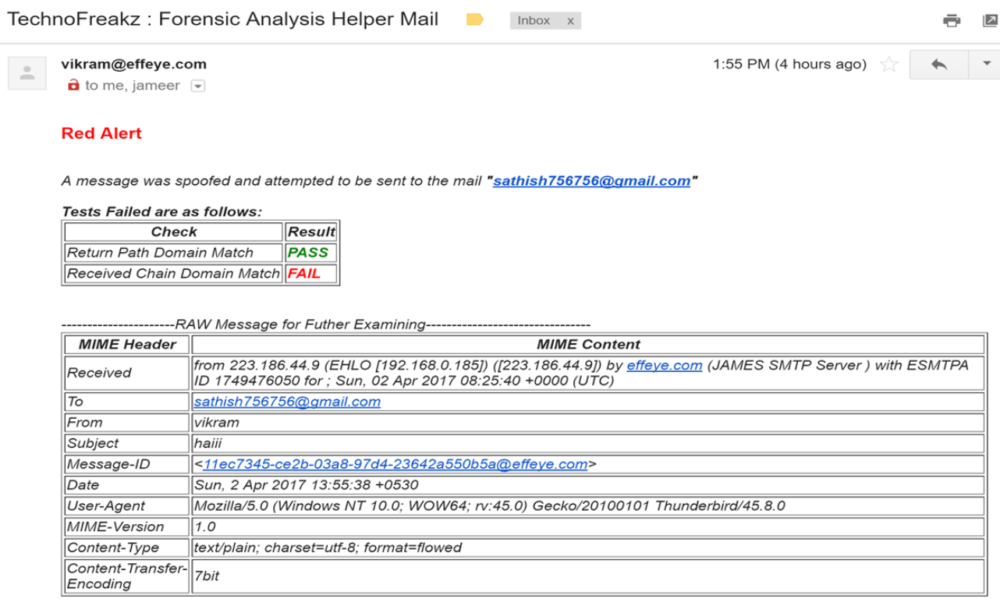 TechnoFreakz : Forensic Analysis Helper Mail Inbox x
vikram@effeye.com 1:55 PM (4 hours ago)
to me, jameer
Red Alert
A message was spoofed and attempted to be sent to the mail "sathish756756@gmail.com"
Tests Failed are as follows:
Check Result
Return Path Domain Match PASS
Received Chain Domain Match FAIL
----------------------RAW Message for Futher Examining--------------------------------
MIME Header MIME Content
Received from 223.186.44.9 (EHLO [192.168.0.185]) ([223.186.44.9]) by effeye.com (JAMES SMTP Server ) with ESMTPA
ID 1749476050 for ; Sun, 02 Apr 2017 08:25:40 +0000 (UTC)
To sathish756756@gmail.com
From vikram
Subject haiii
Message-ID <11ec7345-ce2b-03a8-97d4-23642a550b5a@effeye.com>
Date Sun, 2 Apr 2017 13:55:38 +0530
User-Agent Mozilla/5.0 (Windows NT 10.0; WOW64; rv:45.0) Gecko/20100101 Thunderbird/45.8.0
MIME-Version 1.0
Content-Type text/plain; charset=utf-8; format=flowed
Content-Transfer-
Encoding 7bit